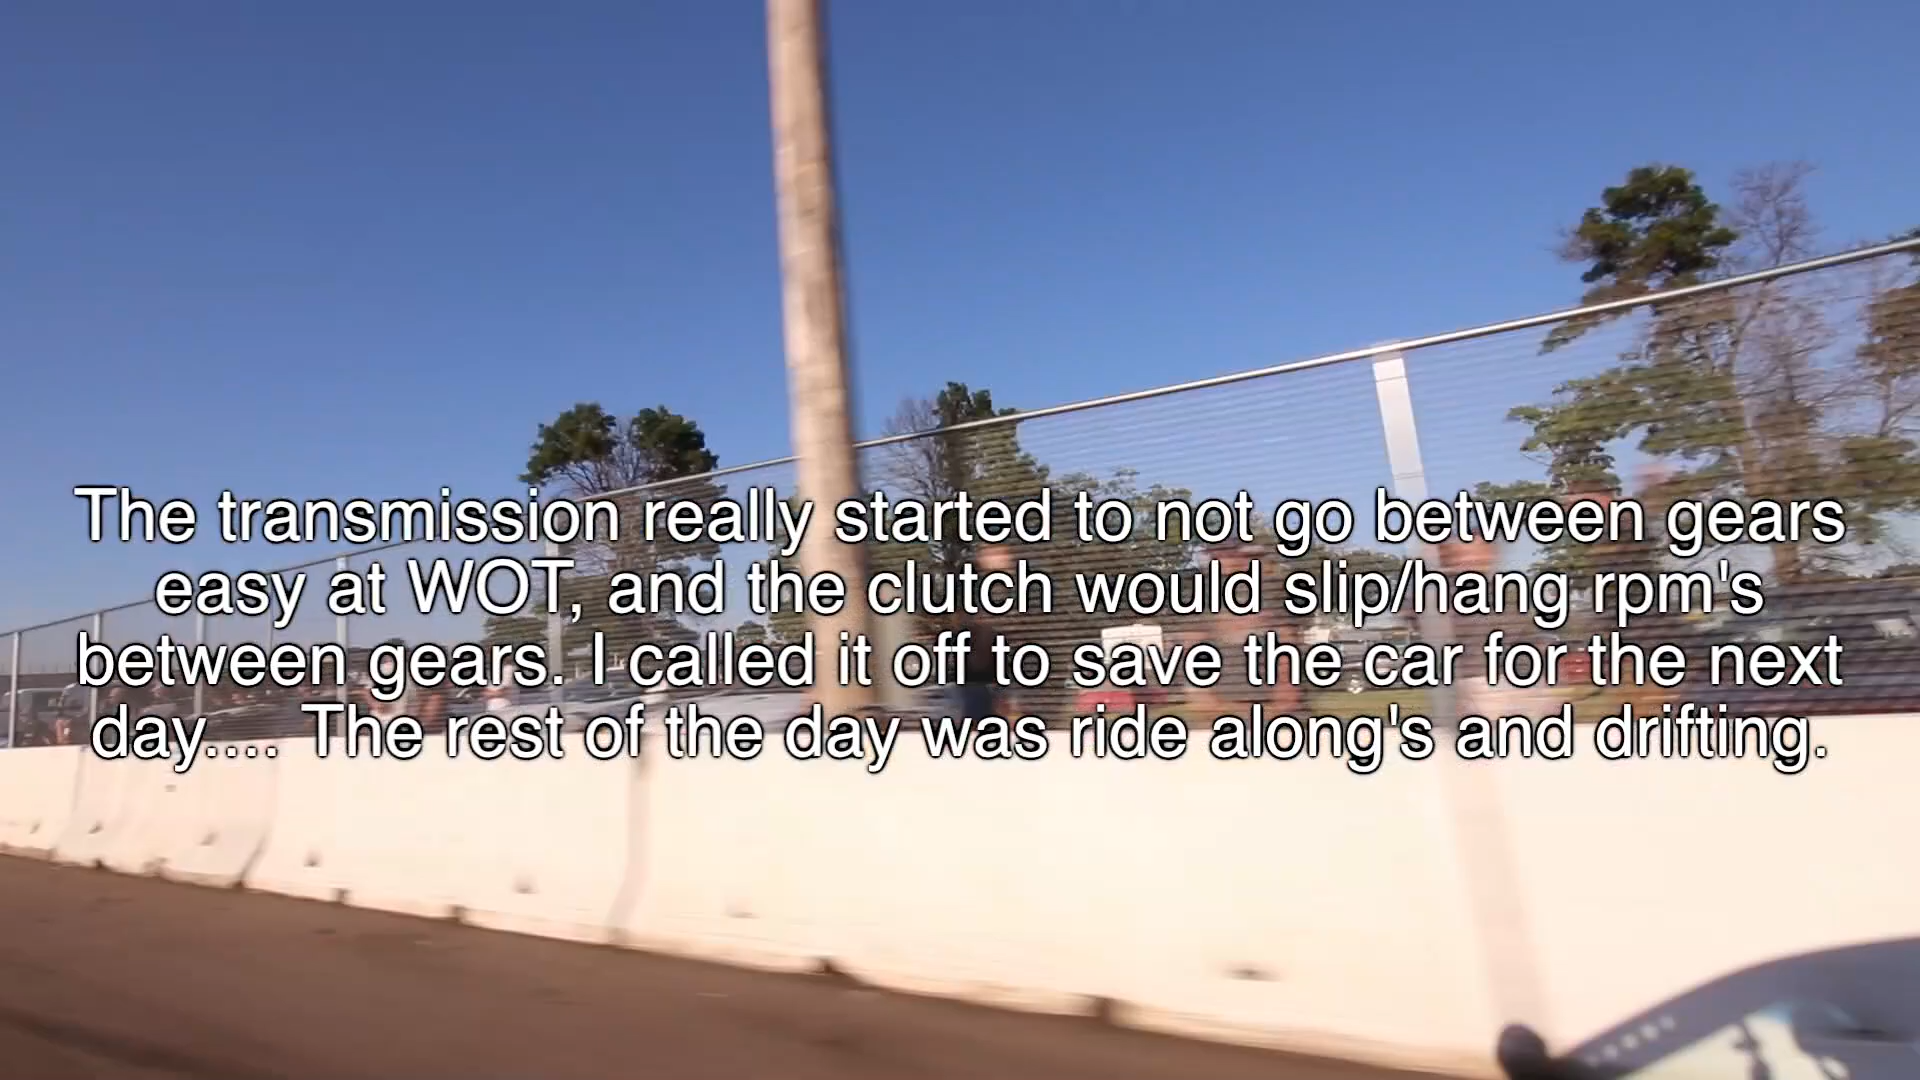 The transmission really started to not go between gears
easy at WOT, and the clutch would slip/hang rpm's
between gears. I called it off to save the car for the next
day.... The rest of the day was ride along's and drifting.